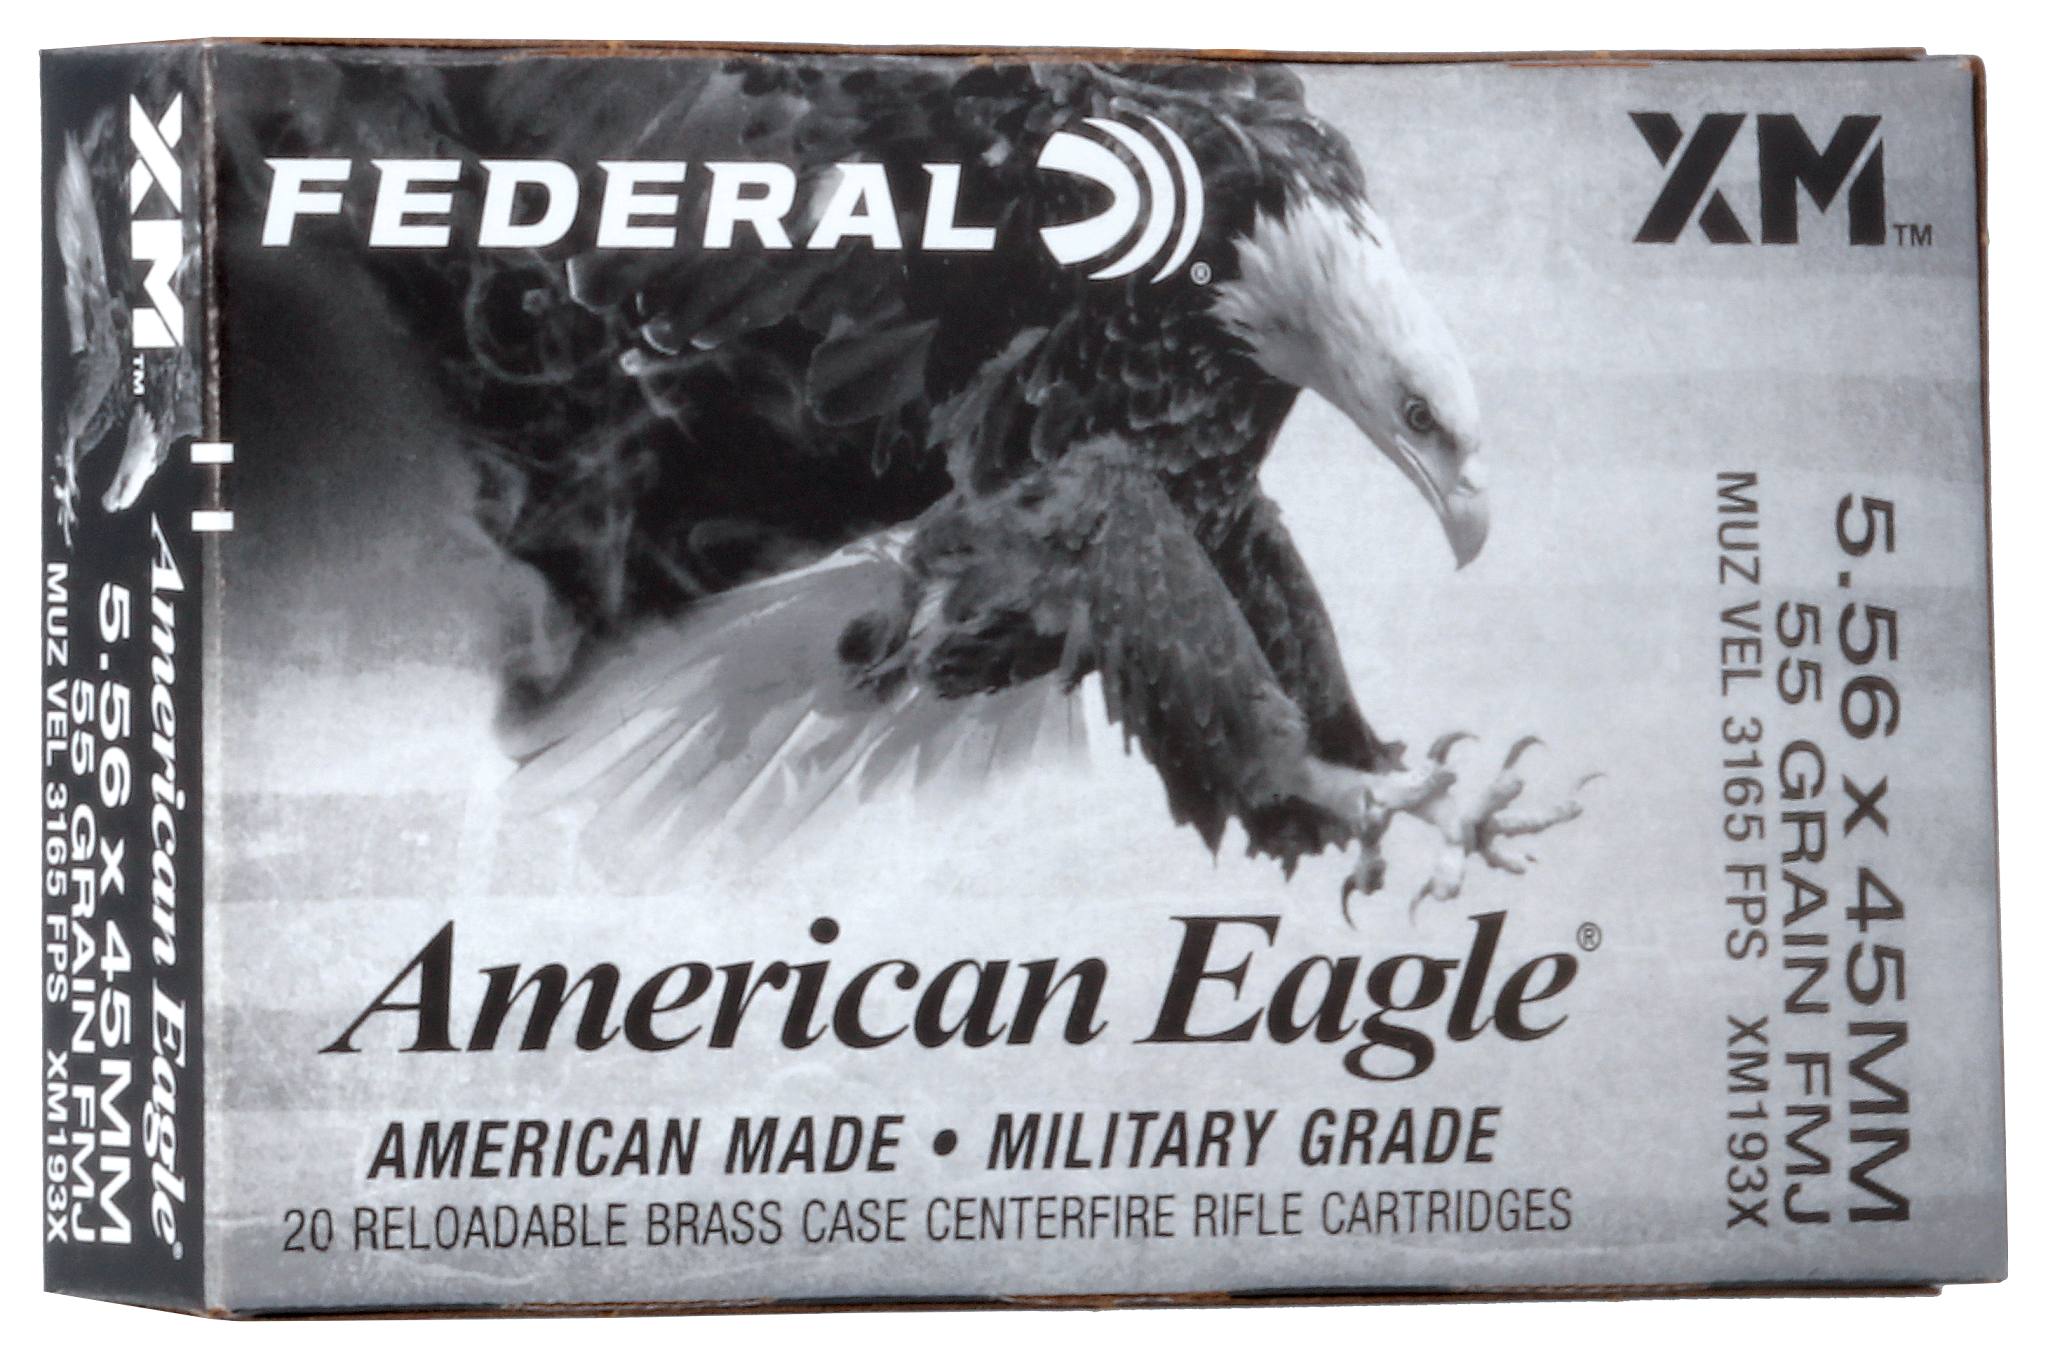 FEDERAL®
XM™
5.56 x 45MM
55 GRAIN FMJ
MUZ VEL 3165 FPS XM193X
American Eagle®
AMERICAN MADE • MILITARY GRADE
20 RELOADABLE BRASS CASE CENTERFIRE RIFLE CARTRIDGES
XM™
American Eagle®
5.56 x 45MM
55 GRAIN FMJ
MUZ VEL 3165 FPS XM193X